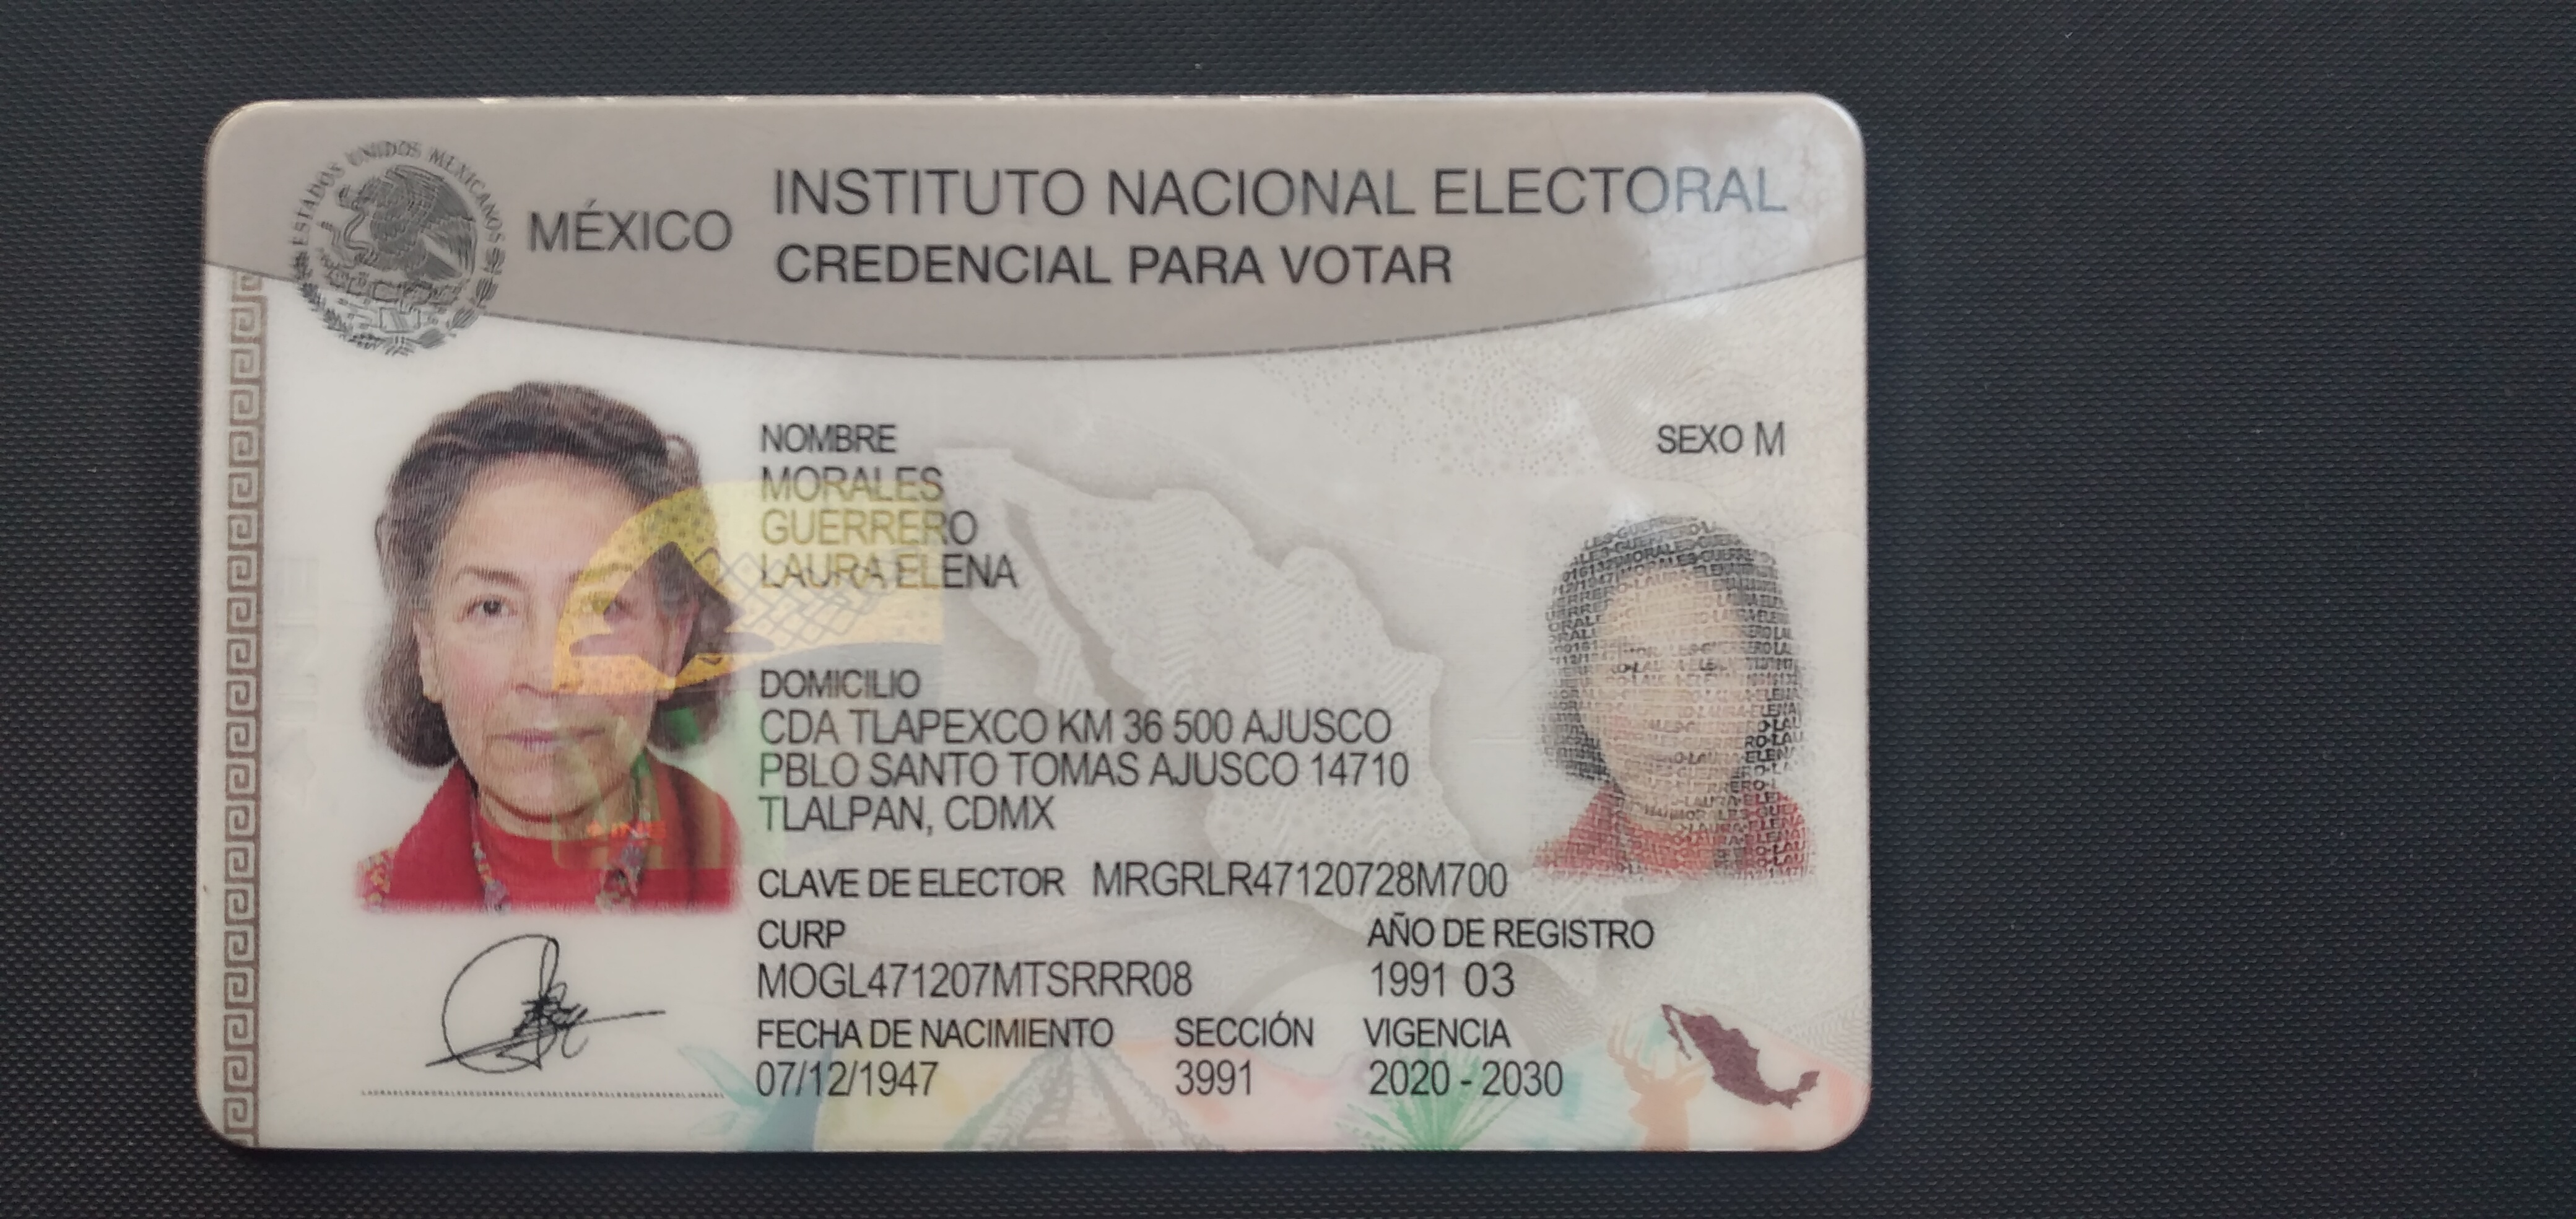 ESTADOS UNIDOS MEXICANOS
MÉXICO
INSTITUTO NACIONAL ELECTORAL
CREDENCIAL PARA VOTAR
NOMBRE
MORALES
GUERRERO
LAURA ELENA
SEXO M
DOMICILIO
CDA TLAPEXCO KM 36 500 AJUSCO
PBLO SANTO TOMAS AJUSCO 14710
TLALPAN, CDMX
CLAVE DE ELECTOR MRGRLR47120728M700
CURP
MOGL471207MTSRRR08
AÑO DE REGISTRO
1991 03
FECHA DE NACIMIENTO
07/12/1947
SECCIÓN
3991
VIGENCIA
2020 - 2030